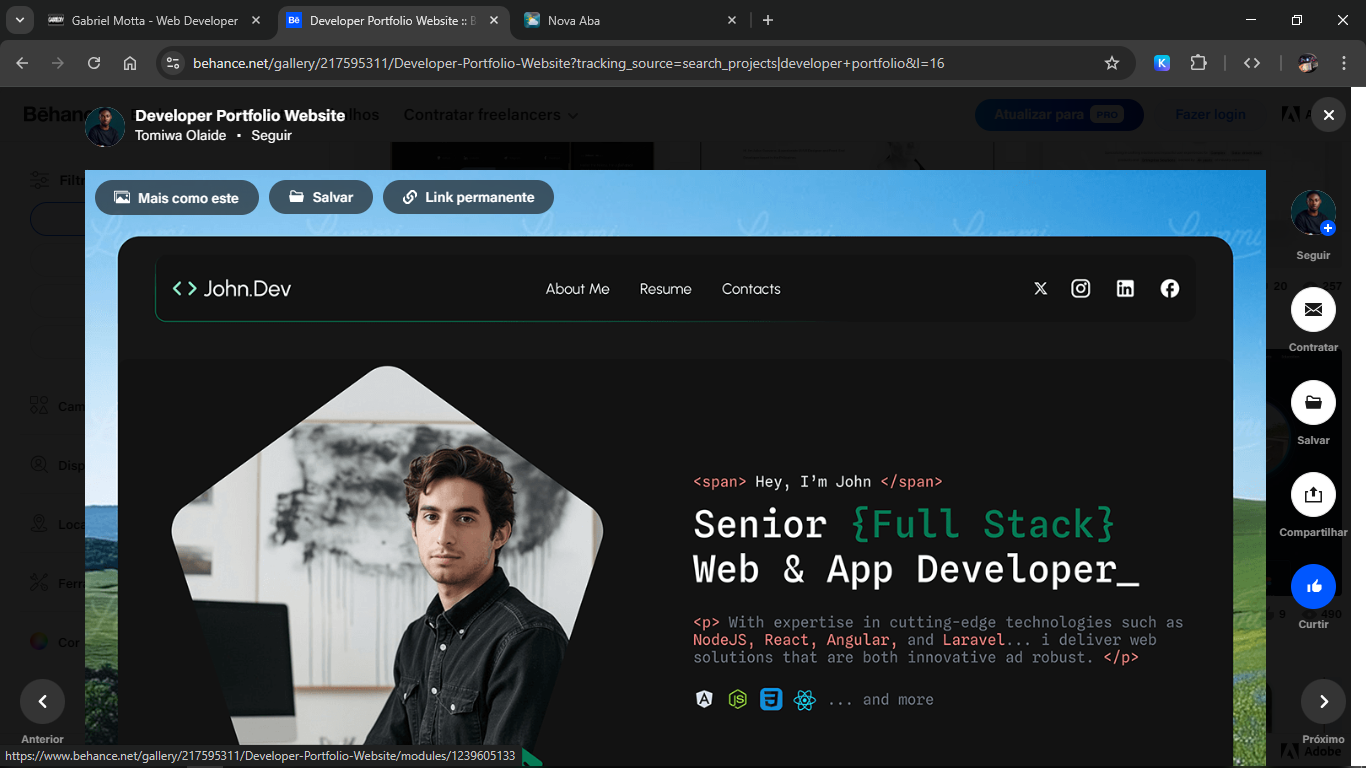 Gabriel Motta - Web Developer
Developer Portfolio Website :: B
Nova Aba
behance.net/gallery/217595311/Developer-Portfolio-Website?tracking_source=search_projects|developer+portfolio&l=16
Developer Portfolio Website
Tomiwa Olaide • Seguir
Contratar freelancers
Atualizar para PRO
Fazer login
Mais como este
Salvar
Link permanente
Lummi Lummi Lummi Lummi
<> John.Dev
About Me
Resume
Contacts
Seguir
Contratar
Salvar
Compartilhar
Curtir
<span> Hey, I’m John </span>
Senior {Full Stack}
Web & App Developer_
<p> With expertise in cutting-edge technologies such as
NodeJS, React, Angular, and Laravel... i deliver web
solutions that are both innovative ad robust. </p>
... and more
Cor
Anterior
Próximo
Adobe
https://www.behance.net/gallery/217595311/Developer-Portfolio-Website/modules/1239605133